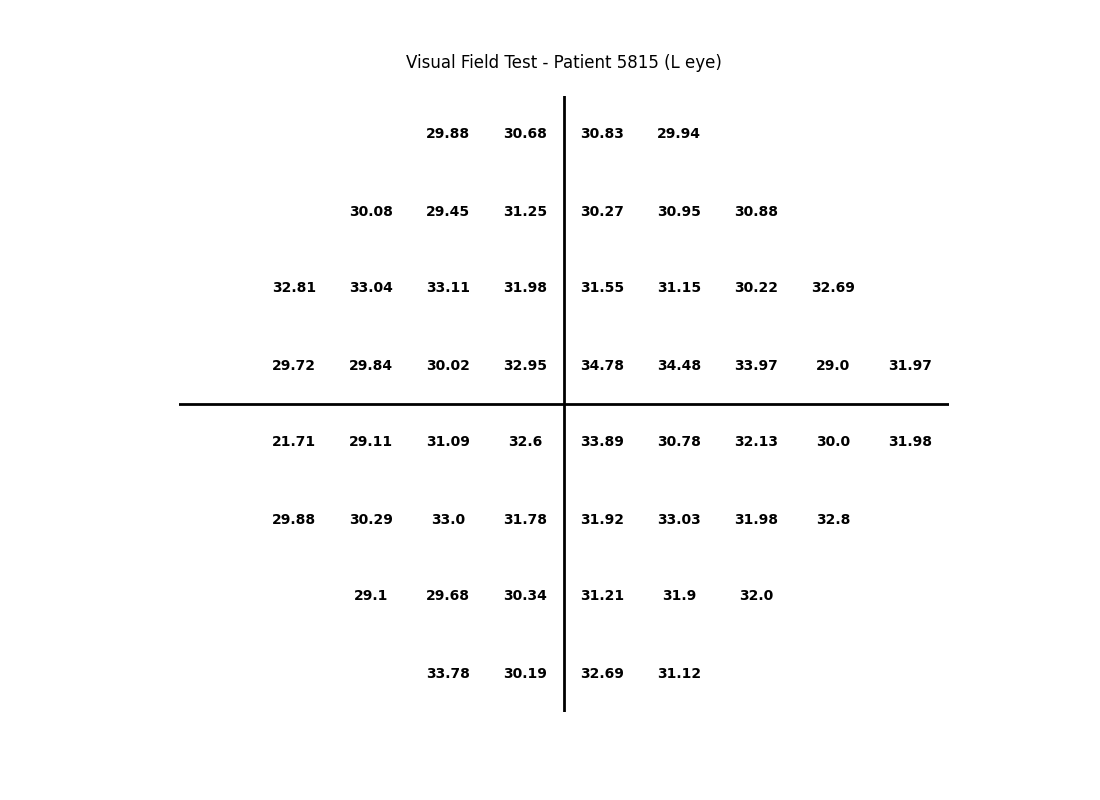 Visual Field Test - Patient 5815 (L eye)
29.88 30.68 30.83 29.94
30.08 29.45 31.25 30.27 30.95 30.88
32.81 33.04 33.11 31.98 31.55 31.15 30.22 32.69
29.72 29.84 30.02 32.95 34.78 34.48 33.97 29.0 31.97
21.71 29.11 31.09 32.6 33.89 30.78 32.13 30.0 31.98
29.88 30.29 33.0 31.78 31.92 33.03 31.98 32.8
29.1 29.68 30.34 31.21 31.9 32.0
33.78 30.19 32.69 31.12